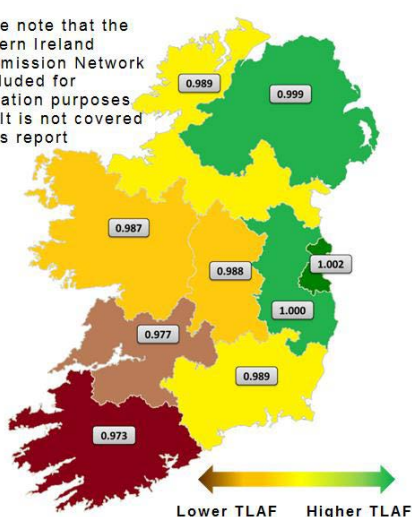 e note that the
ern Ireland
mission Network
luded for
ation purposes
It is not covered
s report
0.989
0.999
0.987
0.988
1.002
1.000
0.977
0.989
0.973
Lower TLAF Higher TLAF